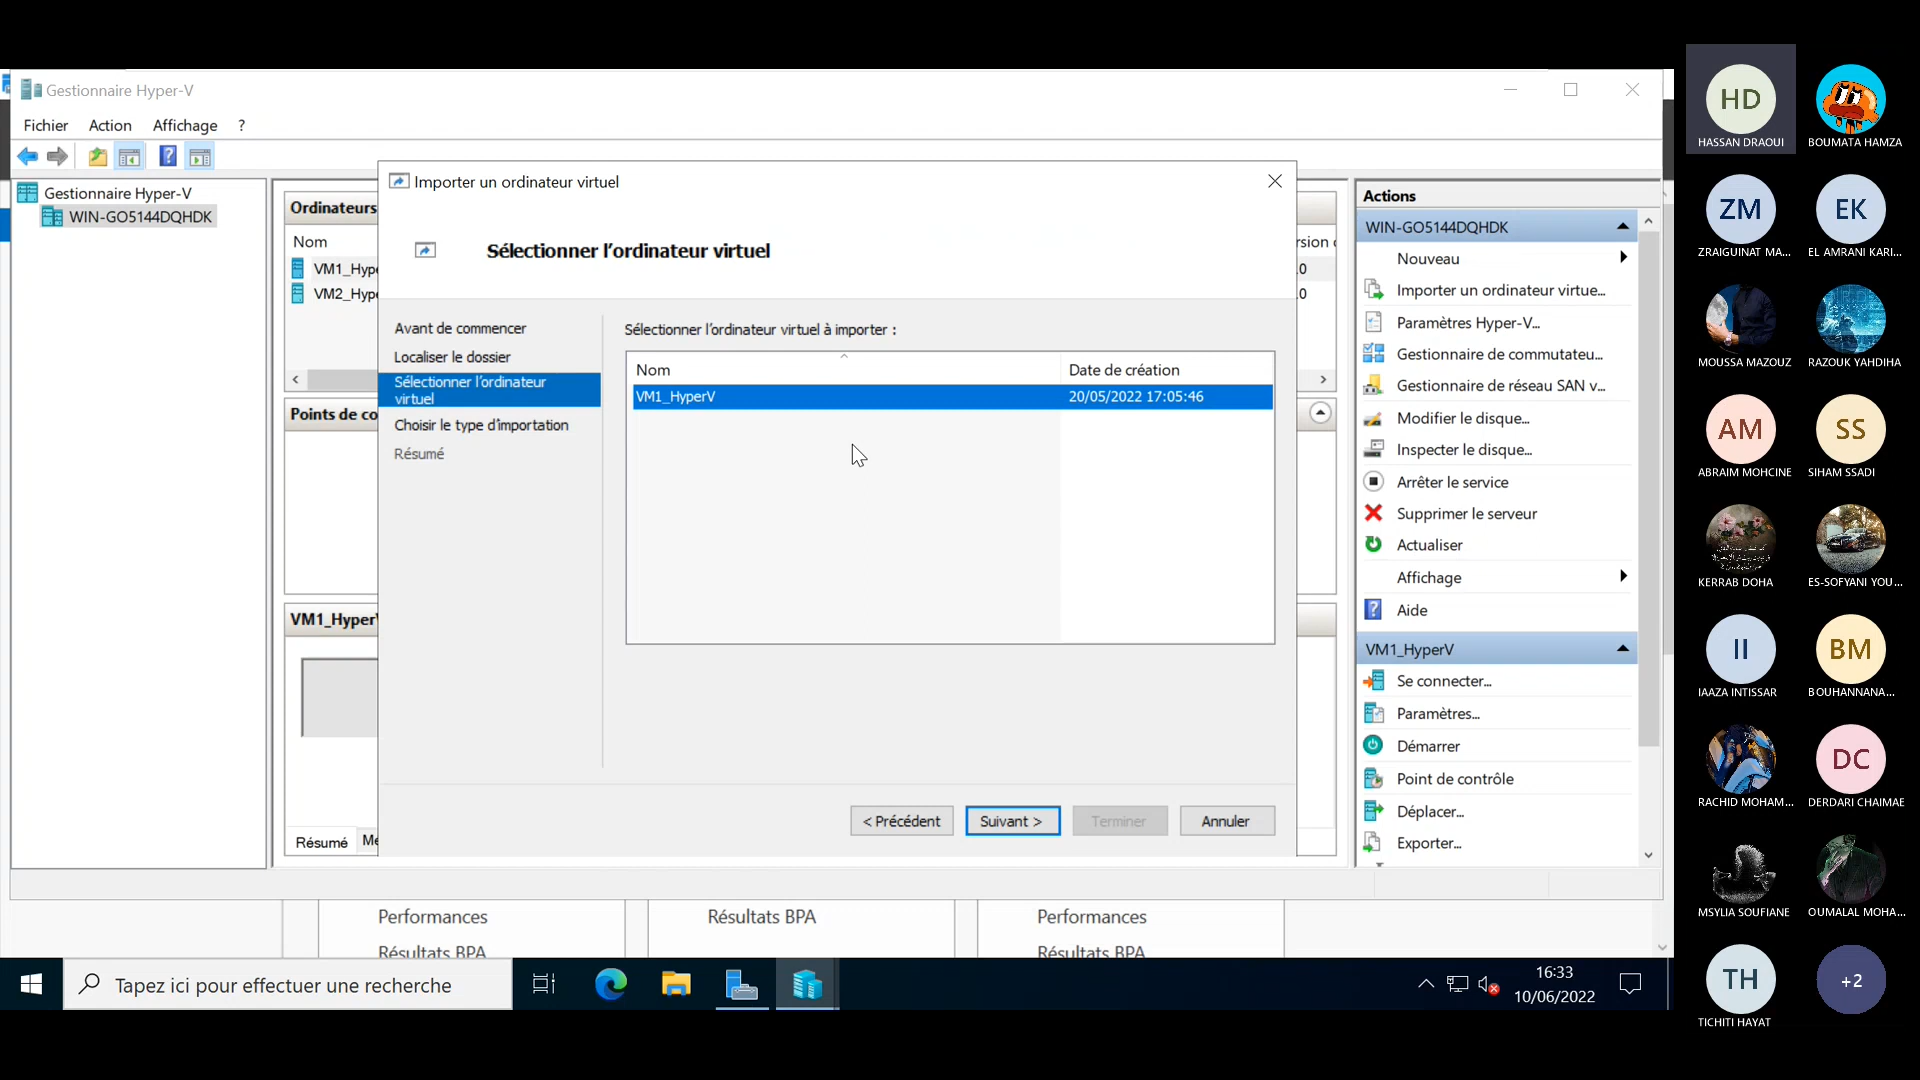 Gestionnaire Hyper-V
Fichier Action Affichage ?
Gestionnaire Hyper-V
WIN-GO5144DQHDK
Ordinateurs
Nom
VM1_Hype
VM2_Hype
Points de co
VM1_Hyper
Résumé
Importer un ordinateur virtuel
Sélectionner l'ordinateur virtuel
Avant de commencer
Localiser le dossier
Sélectionner l'ordinateur
virtuel
Choisir le type d'importation
Résumé
Sélectionner l'ordinateur virtuel à importer :
Nom Date de création
VM1_HyperV 20/05/2022 17:05:46
< Précédent Suivant > Terminer Annuler
rsion
.0
.0
Actions
WIN-GO5144DQHDK
Nouveau
Importer un ordinateur virtue...
Paramètres Hyper-V...
Gestionnaire de commutateu...
Gestionnaire de réseau SAN v...
Modifier le disque...
Inspecter le disque...
Arrêter le service
Supprimer le serveur
Actualiser
Affichage
Aide
VM1_HyperV
Se connecter...
Paramètres...
Démarrer
Point de contrôle
Déplacer...
Exporter...
Performances Résultats BPA Performances
Résultats BPA Résultats BPA
Tapez ici pour effectuer une recherche
16:33
10/06/2022
HD
HASSAN DRAOUI BOUMATA HAMZA
ZM EK
ZRAIGUINAT MA... EL AMRANI KARI...
MOUSSA MAZOUZ RAZOUK YAHDIHA
AM SS
ABRAIM MOHCINE SIHAM SSADI
KERRAB DOHA ES-SOFYANI YOU...
II BM
IAAZA INTISSAR BOUHANNANA...
DC
RACHID MOHAM... DERDARI CHAIMAE
MSYLIA SOUFIANE OUMALAL MOHA...
TH +2
TICHITI HAYAT